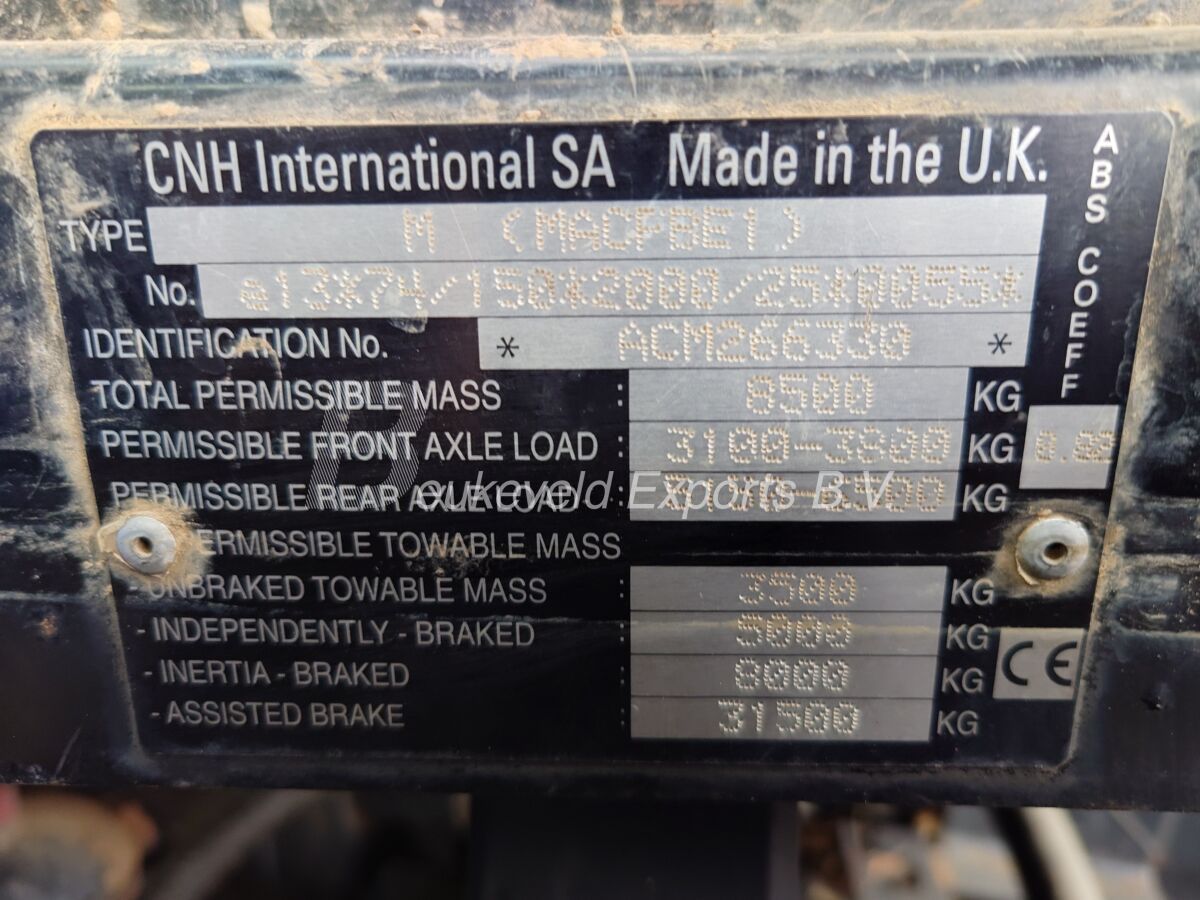 CNH International SA Made in the U.K.
TYPE M (MACFBE1)
No. e13*74/150*2000/25*0055*
IDENTIFICATION No. * ACM266330 *
TOTAL PERMISSIBLE MASS : 8500 KG
PERMISSIBLE FRONT AXLE LOAD : 3100-3800 KG
PERMISSIBLE REAR AXLE LOAD : KG
ERMISSIBLE TOWABLE MASS
- UNBRAKED TOWABLE MASS : 3500 KG
- INDEPENDENTLY - BRAKED : 5000 KG
- INERTIA - BRAKED : 8000 KG
- ASSISTED BRAKE : 31500 KG
ABS COEFF
CE
Beukeveld Exports B.V.